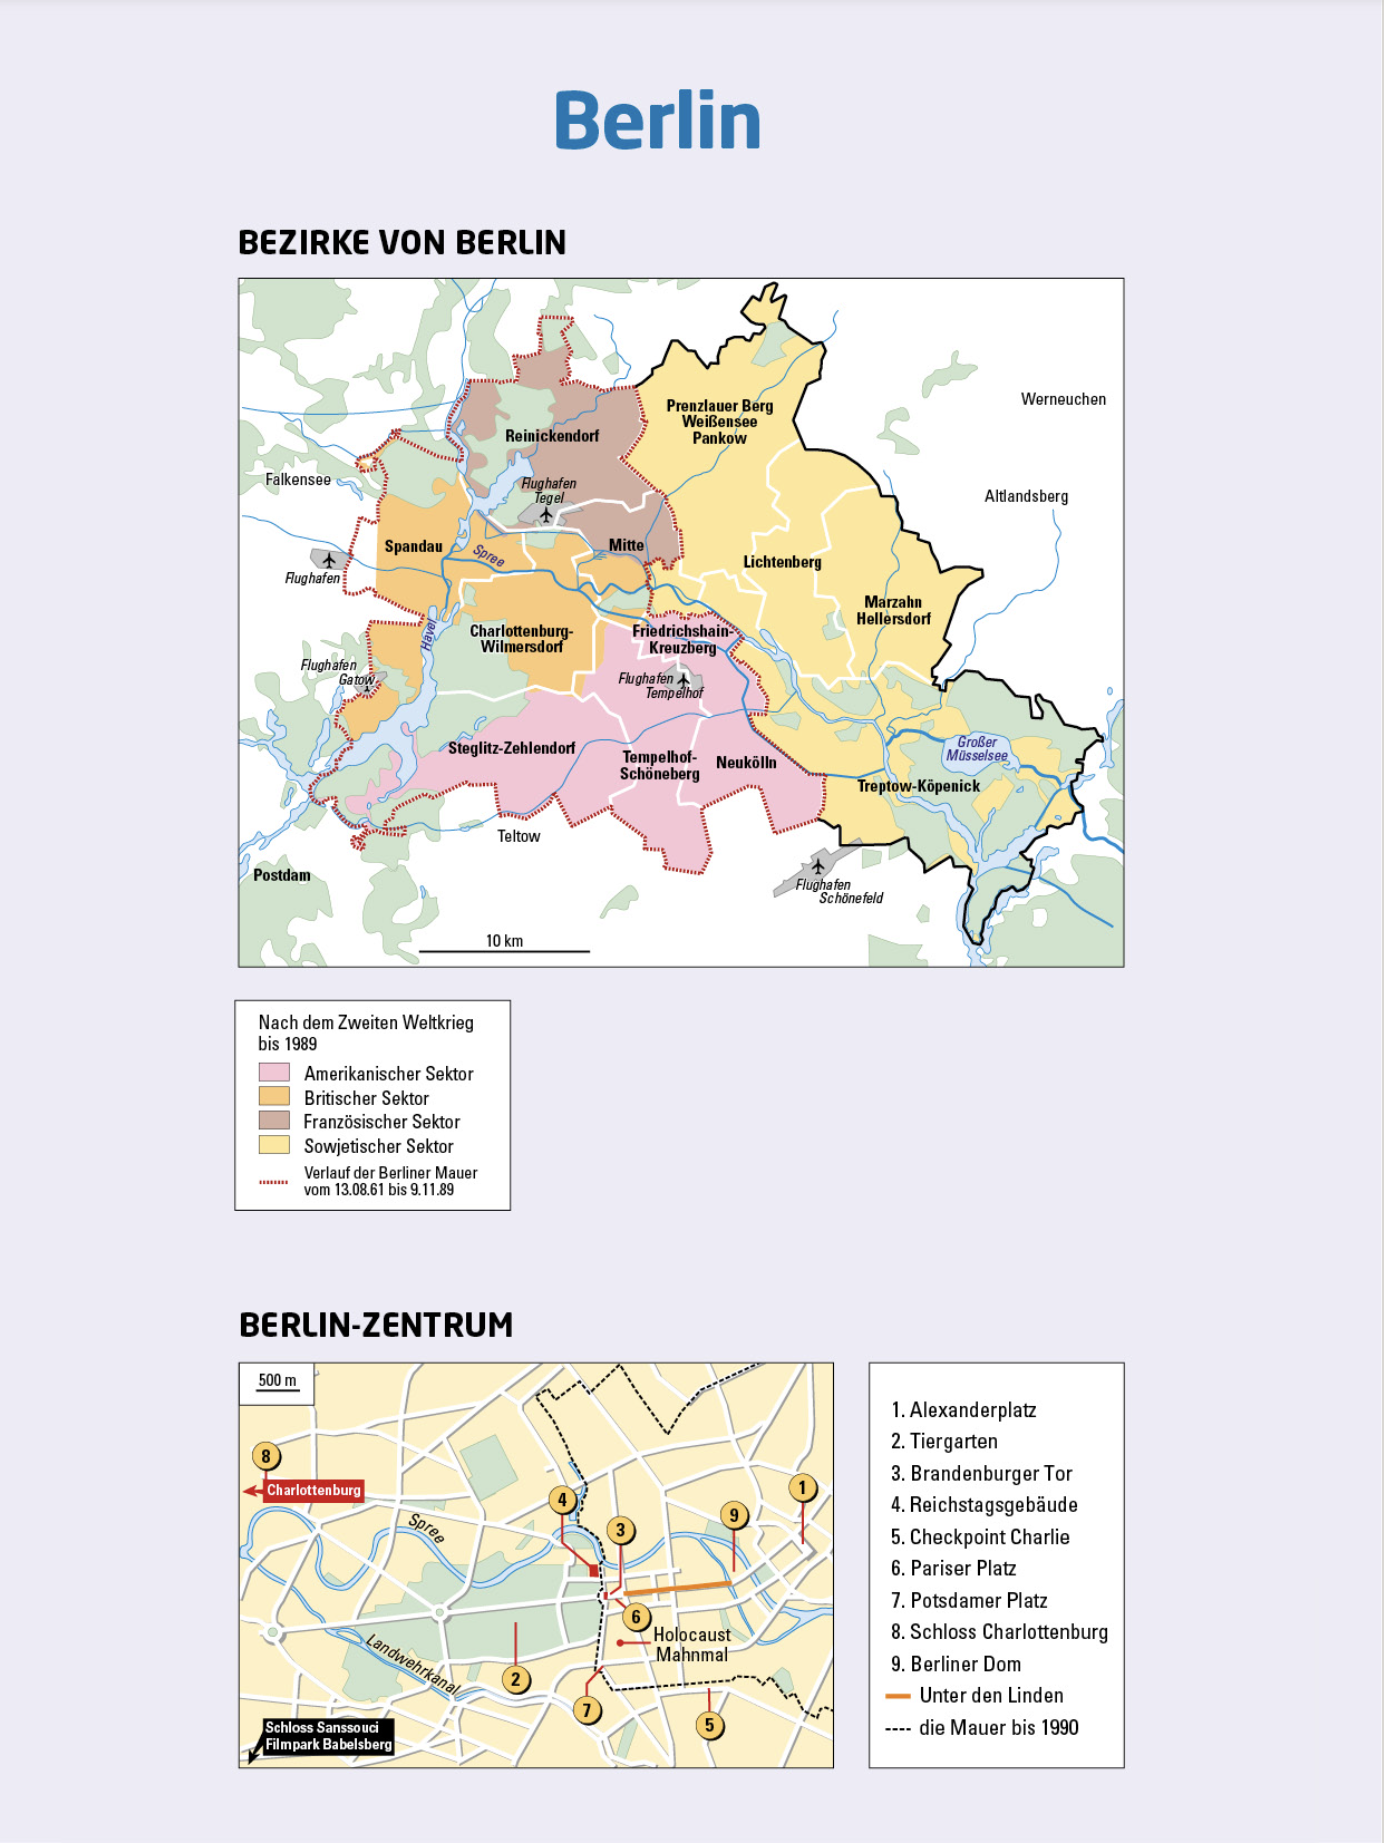 Berlin
BEZIRKE VON BERLIN
Prenzlauer Berg
Weißensee
Pankow
Werneuchen
Reinickendorf
Falkensee
Flughafen
Tegel
Altlandsberg
Spandau
Spree
Mitte
Lichtenberg
Flughafen
Marzahn
Hellersdorf
Havel
Charlottenburg-
Wilmersdorf
Friedrichshain-
Kreuzberg
Flughafen
Gatow
Flughafen
Tempelhof
Steglitz-Zehlendorf
Tempelhof-
Schöneberg
Neukölln
Großer
Müsselsee
Treptow-Köpenick
Teltow
Postdam
Flughafen
Schönefeld
10 km
Nach dem Zweiten Weltkrieg
bis 1989
Amerikanischer Sektor
Britischer Sektor
Französischer Sektor
Sowjetischer Sektor
Verlauf der Berliner Mauer
vom 13.08.61 bis 9.11.89
BERLIN-ZENTRUM
500 m
8
Charlottenburg
Spree
4
3
9
1
6
Holocaust
Mahnmal
Landwehrkanal
2
7
5
Schloss Sanssouci
Filmpark Babelsberg
1. Alexanderplatz
2. Tiergarten
3. Brandenburger Tor
4. Reichstagsgebäude
5. Checkpoint Charlie
6. Pariser Platz
7. Potsdamer Platz
8. Schloss Charlottenburg
9. Berliner Dom
Unter den Linden
die Mauer bis 1990